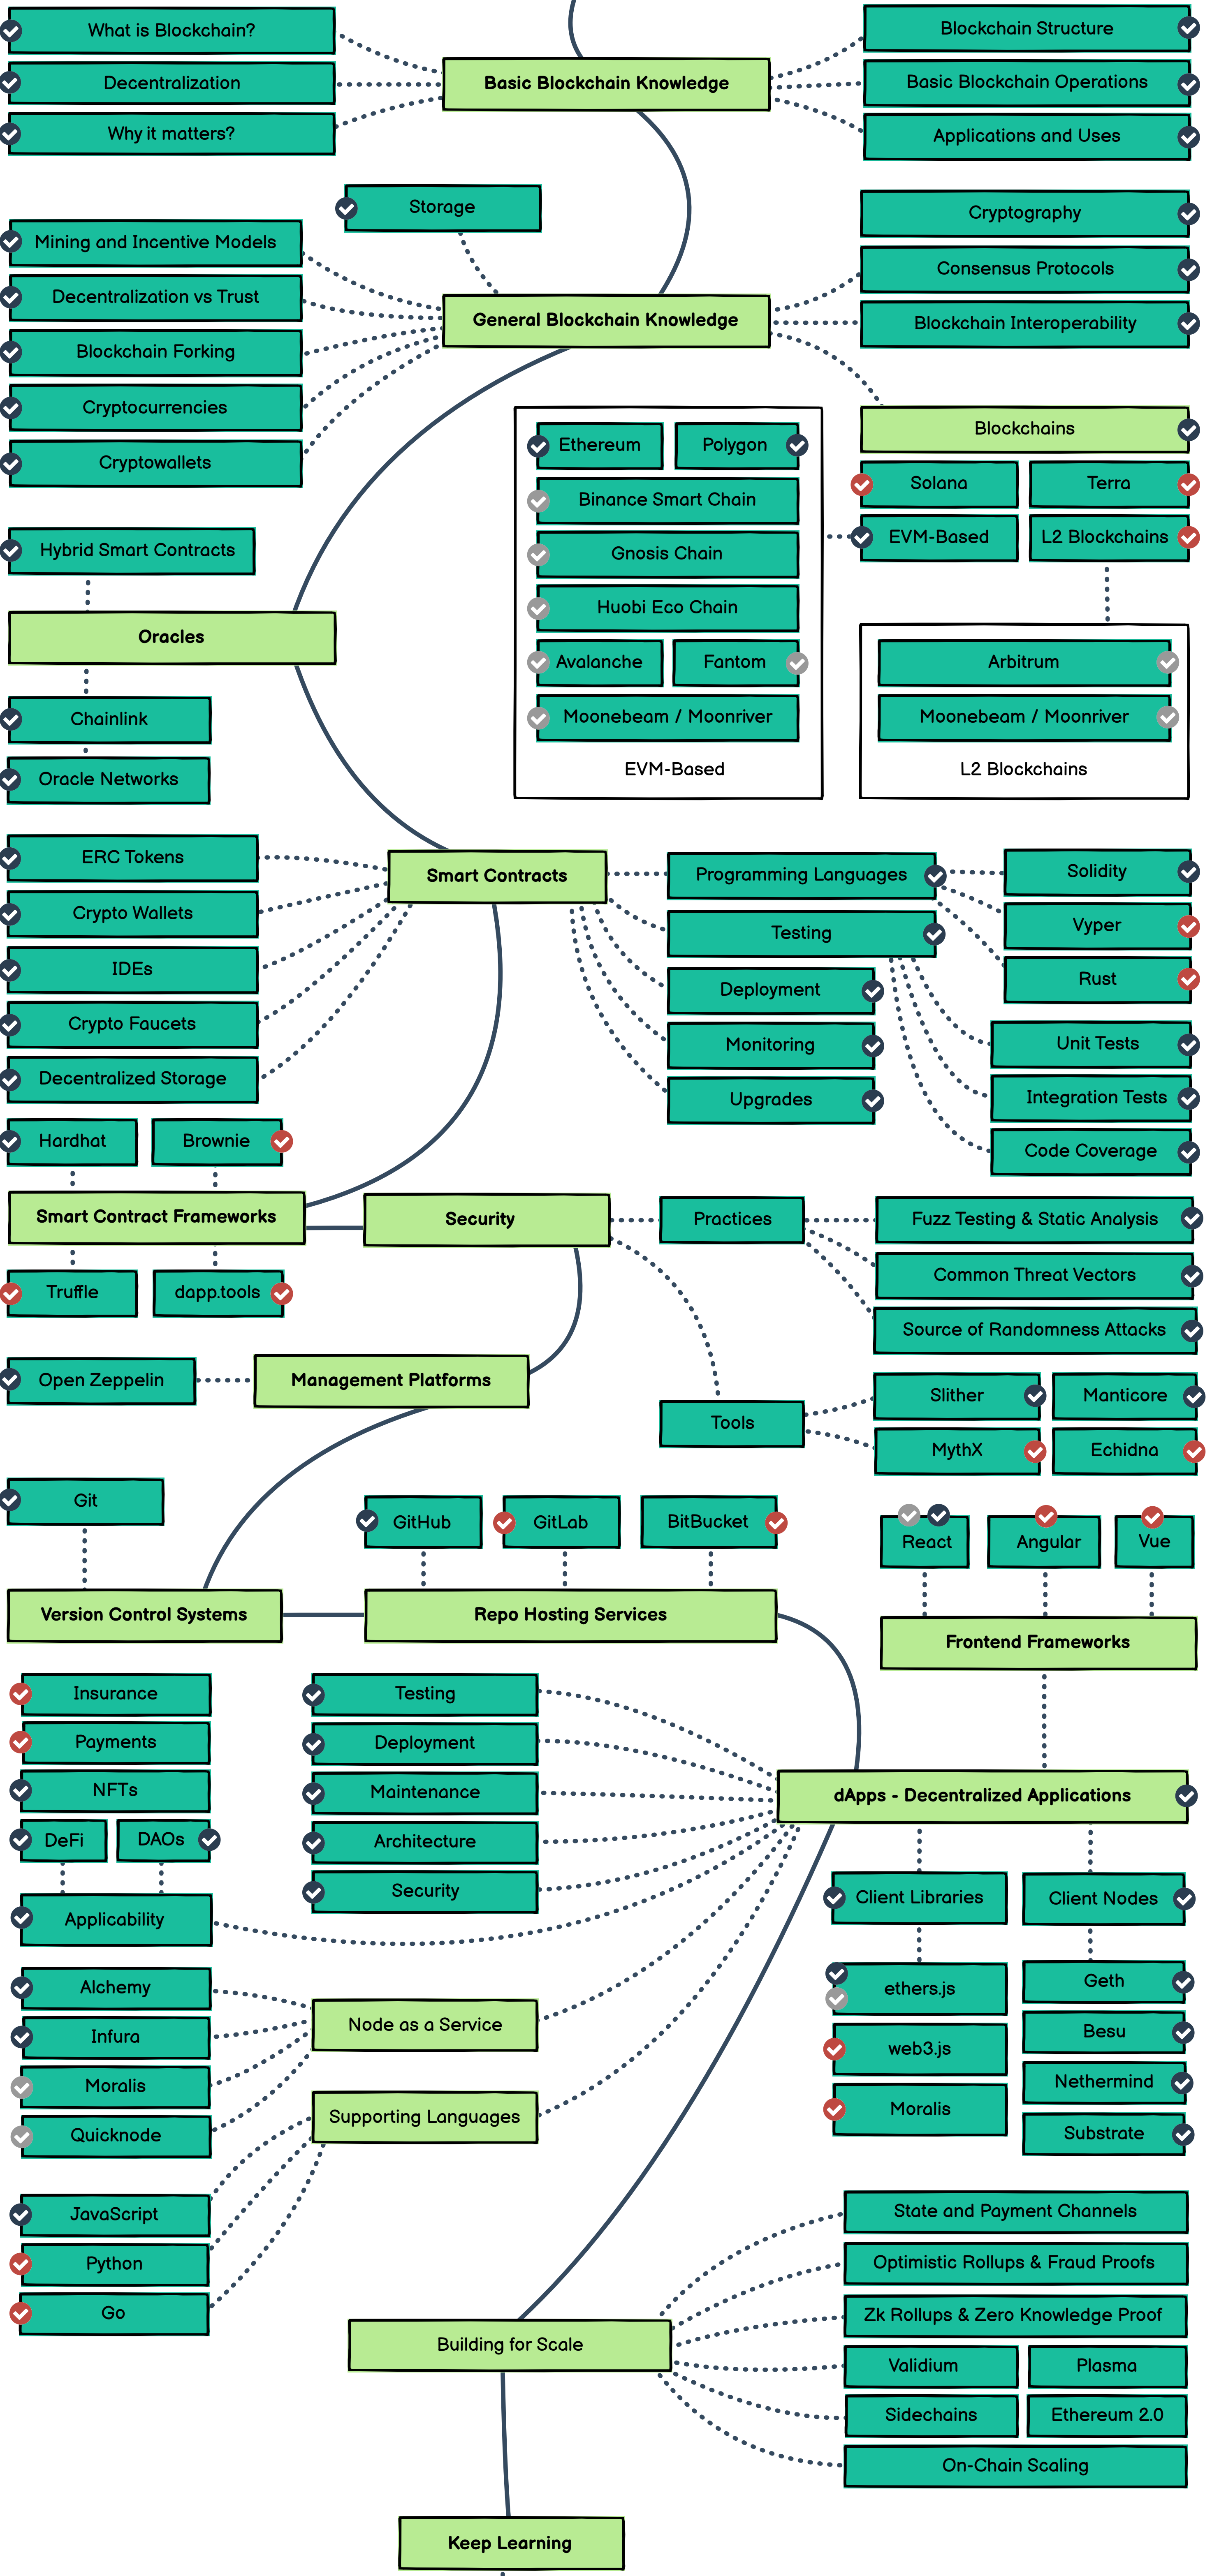 What is Blockchain?
Decentralization
Why it matters?
Basic Blockchain Knowledge
Blockchain Structure
Basic Blockchain Operations
Applications and Uses
Storage
Mining and Incentive Models
Decentralization vs Trust
Blockchain Forking
Cryptocurrencies
Cryptowallets
General Blockchain Knowledge
Cryptography
Consensus Protocols
Blockchain Interoperability
Blockchains
Solana
Terra
EVM-Based
L2 Blockchains
Ethereum
Polygon
Binance Smart Chain
Gnosis Chain
Huobi Eco Chain
Avalanche
Fantom
Moonebeam / Moonriver
EVM-Based
Arbitrum
Moonebeam / Moonriver
L2 Blockchains
Hybrid Smart Contracts
Oracles
Chainlink
Oracle Networks
ERC Tokens
Crypto Wallets
IDEs
Crypto Faucets
Decentralized Storage
Smart Contracts
Programming Languages
Testing
Deployment
Monitoring
Upgrades
Solidity
Vyper
Rust
Unit Tests
Integration Tests
Code Coverage
Hardhat
Brownie
Smart Contract Frameworks
Truffle
dapp.tools
Security
Practices
Fuzz Testing & Static Analysis
Common Threat Vectors
Source of Randomness Attacks
Tools
Slither
Manticore
MythX
Echidna
Open Zeppelin
Management Platforms
Git
Version Control Systems
GitHub
GitLab
BitBucket
Repo Hosting Services
React
Angular
Vue
Frontend Frameworks
Insurance
Payments
NFTs
DeFi
DAOs
Applicability
Testing
Deployment
Maintenance
Architecture
Security
dApps - Decentralized Applications
Client Libraries
Client Nodes
ethers.js
web3.js
Moralis
Geth
Besu
Nethermind
Substrate
Alchemy
Infura
Moralis
Quicknode
Node as a Service
Supporting Languages
JavaScript
Python
Go
State and Payment Channels
Optimistic Rollups & Fraud Proofs
Zk Rollups & Zero Knowledge Proof
Validium
Plasma
Sidechains
Ethereum 2.0
On-Chain Scaling
Building for Scale
Keep Learning